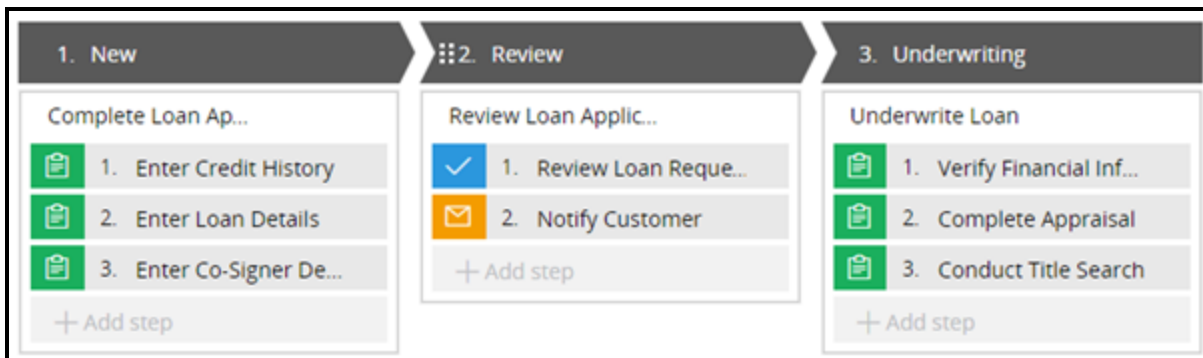 1. New
2. Review
3. Underwriting
Complete Loan Ap...
1. Enter Credit History
2. Enter Loan Details
3. Enter Co-Signer De...
+ Add step
Review Loan Applic...
1. Review Loan Reque...
2. Notify Customer
+ Add step
Underwrite Loan
1. Verify Financial Inf...
2. Complete Appraisal
3. Conduct Title Search
+ Add step